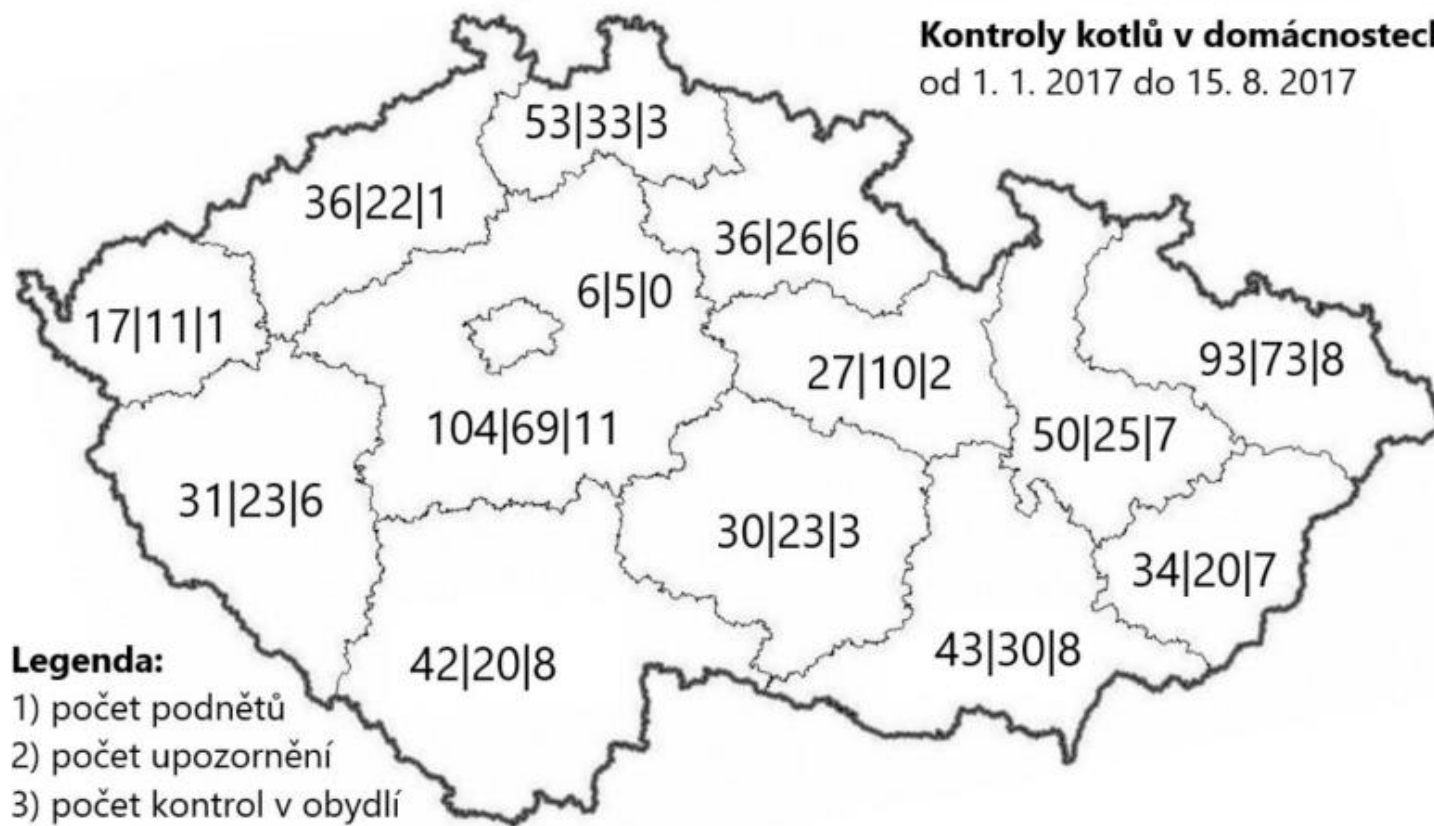 Kontroly kotlů v domácnostech
od 1. 1. 2017 do 15. 8. 2017
53|33|3
36|22|1
36|26|6
6|5|0
17|11|1
27|10|2
93|73|8
104|69|11
50|25|7
31|23|6
30|23|3
34|20|7
42|20|8
43|30|8
Legenda:
1) počet podnětů
2) počet upozornění
3) počet kontrol v obydlí